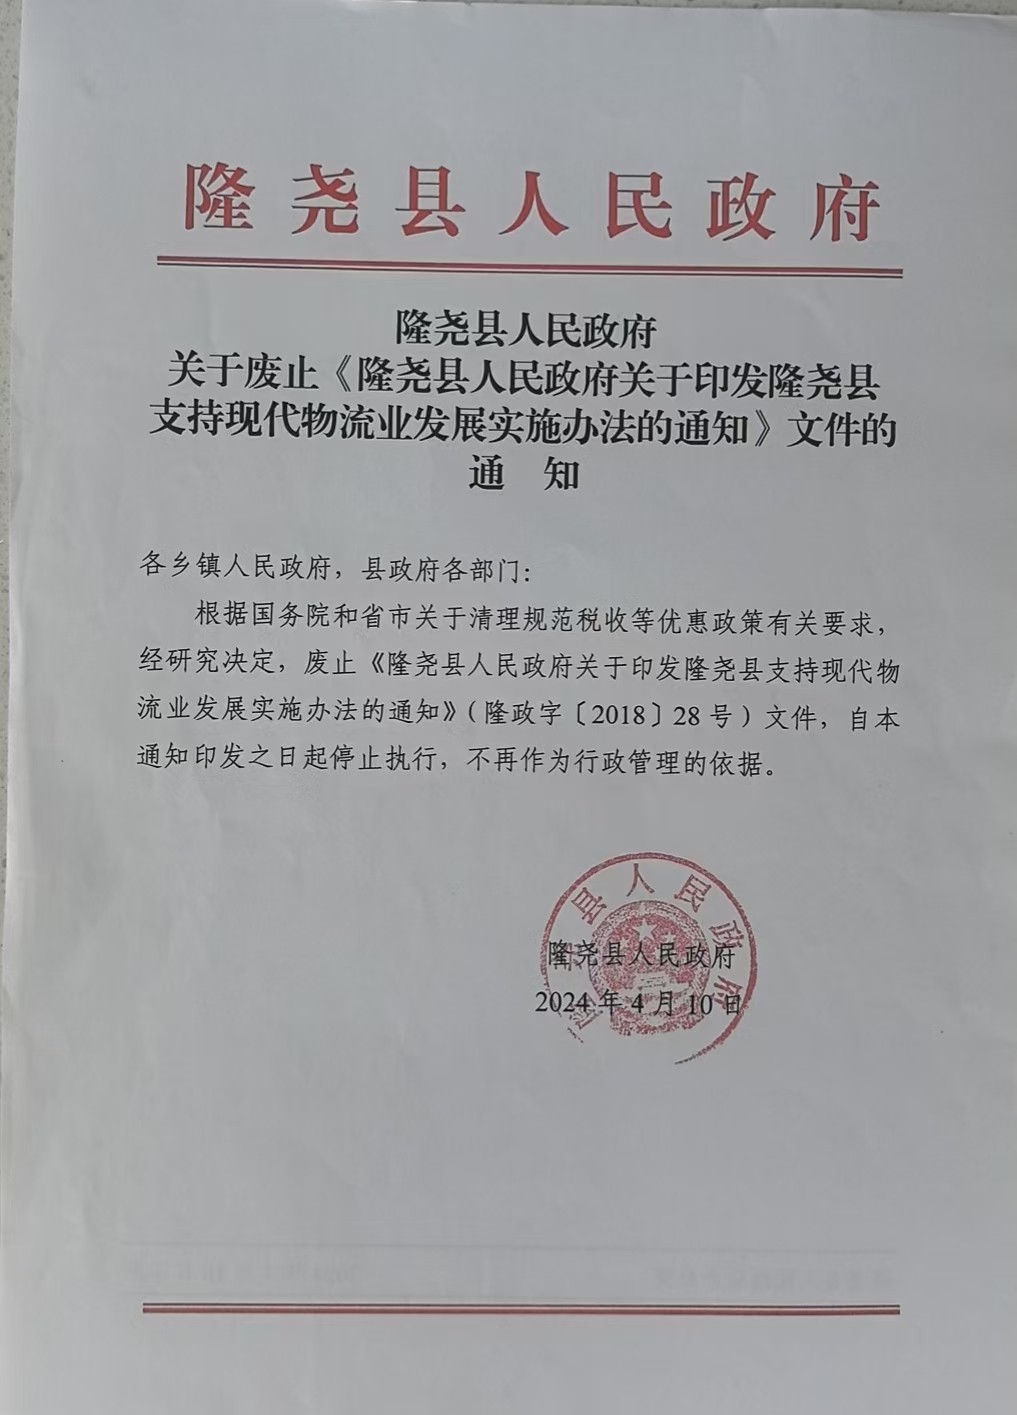 隆尧县人民政府
隆尧县人民政府
关于废止《隆尧县人民政府关于印发隆尧县
支持现代物流业发展实施办法的通知》文件的
通 知
各乡镇人民政府，县政府各部门：
根据国务院和省市关于清理规范税收等优惠政策有关要求，
经研究决定，废止《隆尧县人民政府关于印发隆尧县支持现代物
流业发展实施办法的通知》（隆政字〔2018〕28 号）文件，自本
通知印发之日起停止执行，不再作为行政管理的依据。
县人民政府
隆尧县人民政府
2024 年 4 月 10 日